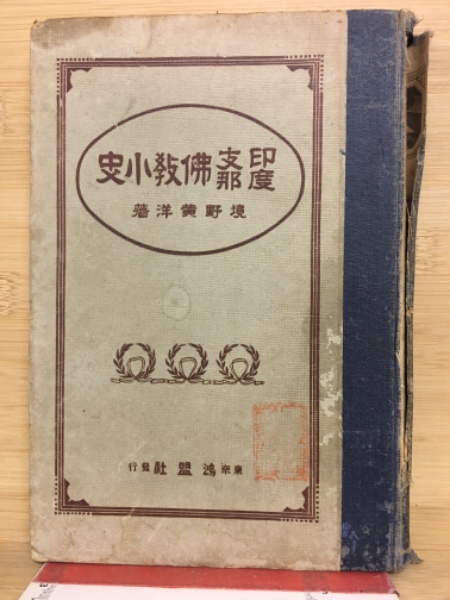 印度支那佛教小史
境野黄洋著
東京鴻盟社發行